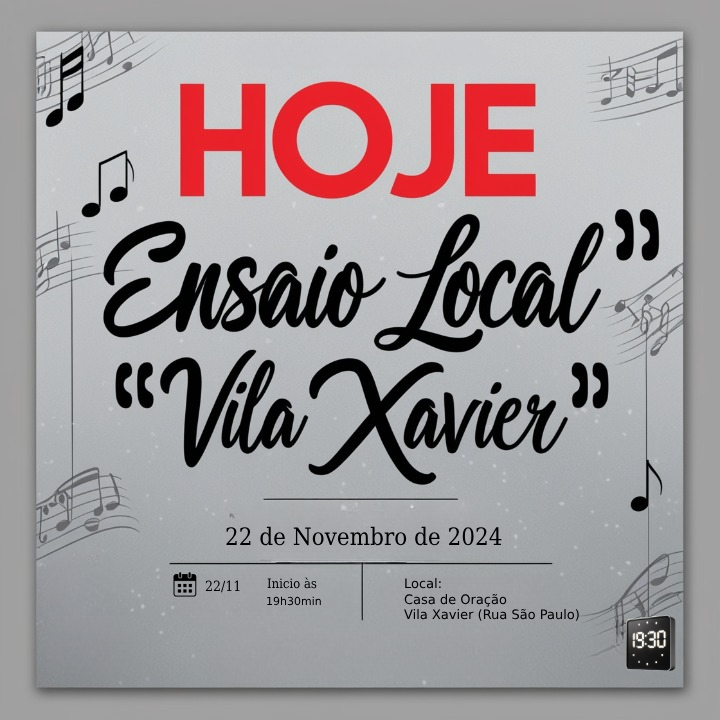 HOJE
Ensaio Local”
“Vila Xavier”
22 de Novembro de 2024
22/11
Inicio às
19h30min
Local:
Casa de Oração
Vila Xavier (Rua São Paulo)
19:30